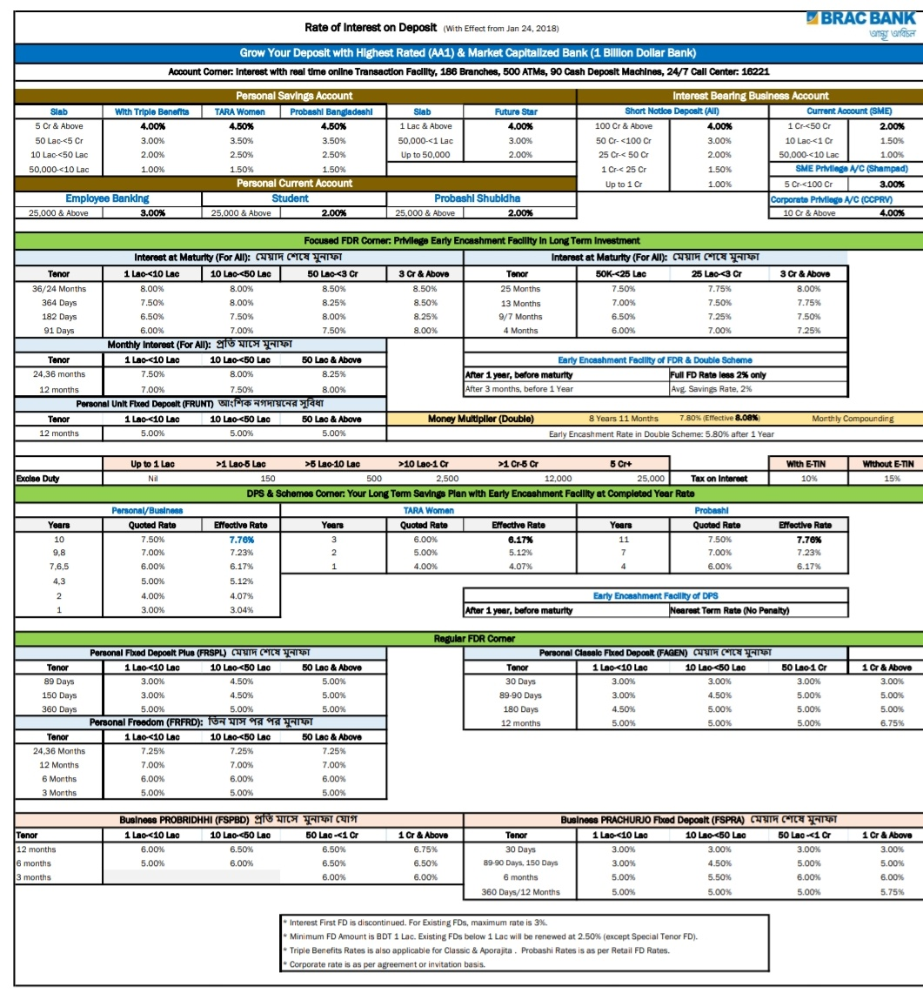 BRAC BANK
আস্থা অবিচল
Rate of Interest on Deposit (With Effect from Jan 24, 2018)
Grow Your Deposit with Highest Rated (AA1) & Market Capitalized Bank (1 Billion Dollar Bank)
Account Corner: Interest with real time online Transaction Facility, 186 Branches, 500 ATMs, 90 Cash Deposit Machines, 24/7 Call Center: 16221
Personal Savings Account Interest Bearing Business Account
Slab With Triple Benefits TARA Women Probashi Bangladeshi Slab Future Star Short Notice Deposit (All) Current Account (SME)
5 Cr & Above 4.00% 4.50% 4.50% 1 Lac & Above 4.00% 100 Cr & Above 4.00% 1 Cr-<50 Cr 2.00%
50 Lac-<5 Cr 3.00% 3.50% 3.50% 50,000-<1 Lac 3.00% 50 Cr- <100 Cr 3.00% 10 Lac-<1 Cr 1.50%
10 Lac-<50 Lac 2.00% 2.50% 2.50% Up to 50,000 2.00% 25 Cr-< 50 Cr 2.00% 50,000-<10 Lac 1.00%
50,000-<10 Lac 1.00% 1.50% 1.50% 1 Cr-< 25 Cr 1.50% SME Privilege A/C (Shampad)
Personal Current Account Up to 1 Cr 1.00% 5 Cr-<100 Cr 3.00%
Employee Banking Student Probashi Shubidha Corporate Privilege A/C (CCPRV)
25,000 & Above 3.00% 25,000 & Above 2.00% 25,000 & Above 2.00% 10 Cr & Above 4.00%
Focused FDR Corner: Privilege Early Encashment Facility in Long Term Investment
Interest at Maturity (For All): মেয়াদ শেষে মুনাফা Interest at Maturity (For All): মেয়াদ শেষে মুনাফা
Tenor 1 Lac-<10 Lac 10 Lac-<50 Lac 50 Lac-<3 Cr 3 Cr & Above Tenor 50K-<25 Lac 25 Lac-<3 Cr 3 Cr & Above
36/24 Months 8.00% 8.00% 8.50% 8.50% 25 Months 7.50% 7.75% 8.00%
364 Days 7.50% 8.00% 8.25% 8.50% 13 Months 7.00% 7.50% 7.75%
182 Days 6.50% 7.50% 8.00% 8.25% 9/7 Months 6.50% 7.25% 7.50%
91 Days 6.00% 7.00% 7.50% 8.00% 4 Months 6.00% 7.00% 7.25%
Monthly Interest (For All): প্রতি মাসে মুনাফা
Tenor 1 Lac-<10 Lac 10 Lac-<50 Lac 50 Lac & Above Early Encashment Facility of FDR & Double Scheme
24,36 months 7.50% 8.00% 8.25% After 1 year, before maturity Full FD Rate less 2% only
12 months 7.00% 7.50% 8.00% After 3 months, before 1 Year Avg. Savings Rate, 2%
Personal Unit Fixed Deposit (FRUNT) আংশিক নগদায়নের সুবিধা
Tenor 1 Lac-<10 Lac 10 Lac-<50 Lac 50 Lac & Above Money Multiplier (Double) 8 Years 11 Months 7.80% (Effective 8.08%) Monthly Compounding
12 months 5.00% 5.00% 5.00% Early Encashment Rate in Double Scheme: 5.80% after 1 Year
Up to 1 Lac >1 Lac-5 Lac >5 Lac-10 Lac >10 Lac-1 Cr >1 Cr-5 Cr 5 Cr+ With E-TIN Without E-TIN
Excise Duty Nil 150 500 2,500 12,000 25,000 Tax on Interest 10% 15%
DPS & Schemes Corner: Your Long Term Savings Plan with Early Encashment Facility at Completed Year Rate
Personal/Business TARA Women Probashi
Years Quoted Rate Effective Rate Years Quoted Rate Effective Rate Years Quoted Rate Effective Rate
10 7.50% 7.76% 3 6.00% 6.17% 11 7.50% 7.76%
9,8 7.00% 7.23% 2 5.00% 5.12% 7 7.00% 7.23%
7,6,5 6.00% 6.17% 1 4.00% 4.07% 4 6.00% 6.17%
4,3 5.00% 5.12%
2 4.00% 4.07% Early Encashment Facility of DPS
1 3.00% 3.04% After 1 year, before maturity Nearest Term Rate (No Penalty)
Regular FDR Corner
Personal Fixed Deposit Plus (FRSPL) মেয়াদ শেষে মুনাফা Personal Classic Fixed Deposit (FAGEN) মেয়াদ শেষে মুনাফা
Tenor 1 Lac-<10 Lac 10 Lac-<50 Lac 50 Lac & Above Tenor 1 Lac-<10 Lac 10 Lac-<50 Lac 50 Lac-1 Cr 1 Cr & Above
89 Days 3.00% 4.50% 5.00% 30 Days 3.00% 3.00% 3.00% 3.00%
150 Days 3.00% 4.50% 5.00% 89-90 Days 3.00% 4.50% 5.00% 5.00%
360 Days 5.00% 5.00% 5.00% 180 Days 4.50% 5.00% 5.00% 5.00%
Personal Freedom (FRFRD): তিন মাস পর পর মুনাফা 12 months 5.00% 5.00% 5.00% 6.75%
Tenor 1 Lac-<10 Lac 10 Lac-<50 Lac 50 Lac & Above
24,36 Months 7.25% 7.25% 7.25%
12 Months 7.00% 7.00% 7.00%
6 Months 6.00% 6.00% 6.00%
3 Months 5.00% 5.00% 5.00%
Business PROBRIDHHI (FSPBD) প্রতি মাসে মুনাফা যোগ Business PRACHURJO Fixed Deposit (FSPRA) মেয়াদ শেষে মুনাফা
Tenor 1 Lac-<10 Lac 10 Lac-<50 Lac 50 Lac -<1 Cr 1 Cr & Above Tenor 1 Lac-<10 Lac 10 Lac-<50 Lac 50 Lac -<1 Cr 1 Cr & Above
12 months 6.00% 6.50% 6.50% 6.75% 30 Days 3.00% 3.00% 3.00% 3.00%
6 months 5.00% 6.00% 6.50% 6.50% 89-90 Days, 150 Days 3.00% 4.50% 5.00% 5.00%
3 months 6.00% 6.00% 6 months 5.00% 5.50% 6.00% 6.00%
360 Days/12 Months 5.00% 5.00% 5.00% 5.75%
* Interest First FD is discontinued. For Existing FDs, maximum rate is 3%.
* Minimum FD Amount is BDT 1 Lac. Existing FDs below 1 Lac will be renewed at 2.50% (except Special Tenor FD).
* Triple Benefits Rates is also applicable for Classic & Aporajita . Probashi Rates is as per Retail FD Rates.
* Corporate rate is as per agreement or invitation basis.